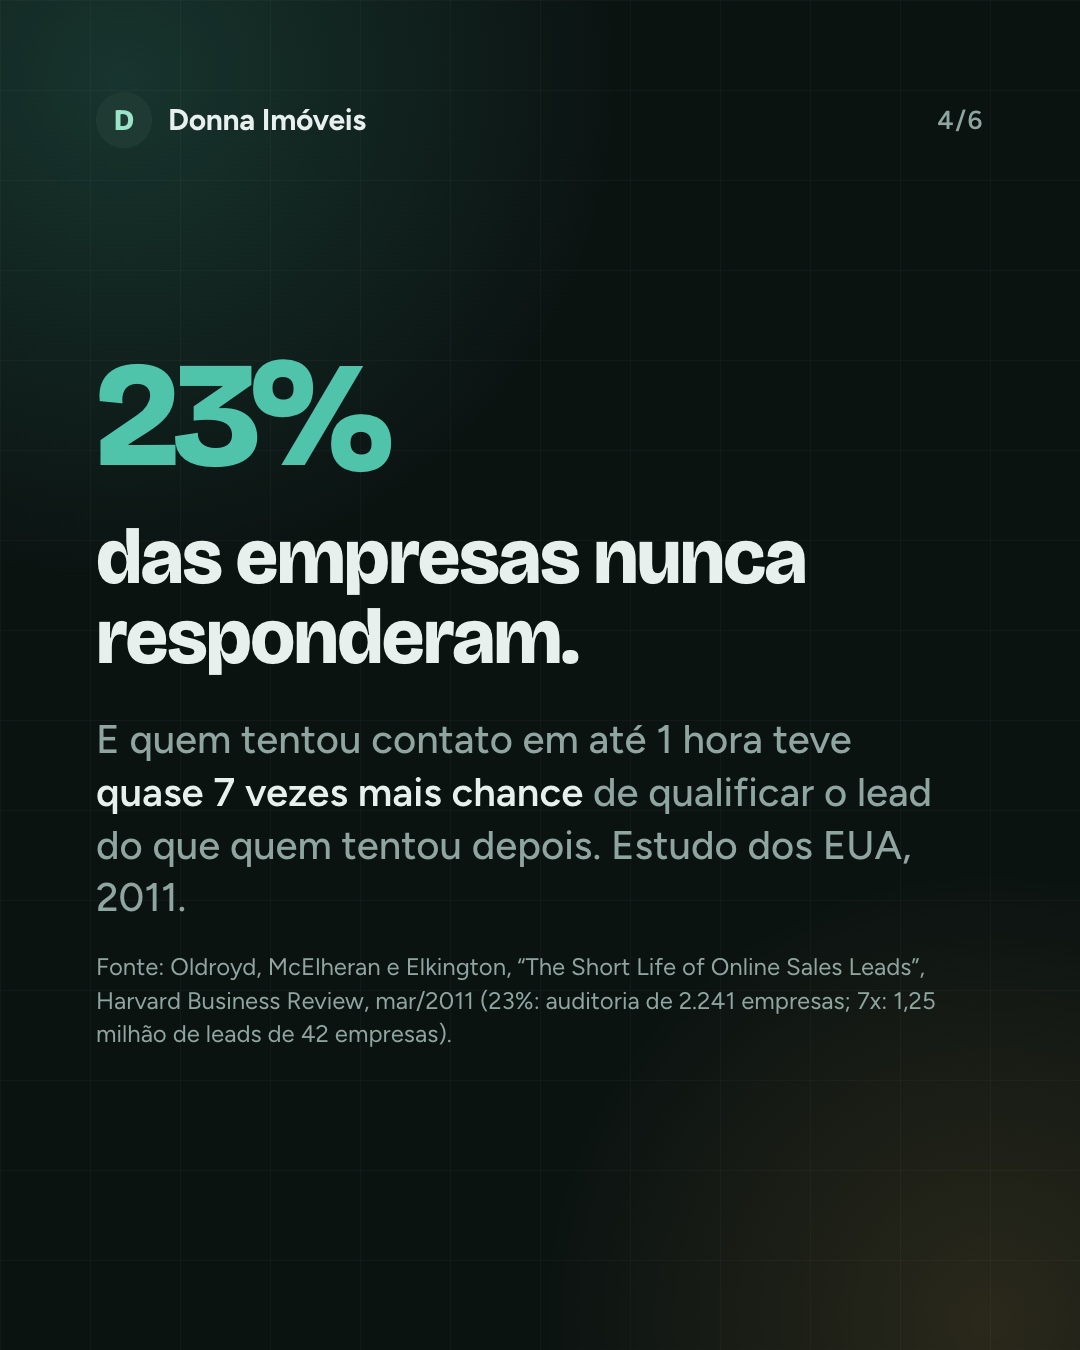 D
Donna Imóveis
4/6
23%
das empresas nunca
responderam.
E quem tentou contato em até 1 hora teve
quase 7 vezes mais chance de qualificar o lead
do que quem tentou depois. Estudo dos EUA,
2011.
Fonte: Oldroyd, McElheran e Elkington, “The Short Life of Online Sales Leads”,
Harvard Business Review, mar/2011 (23%: auditoria de 2.241 empresas; 7x: 1,25
milhão de leads de 42 empresas).